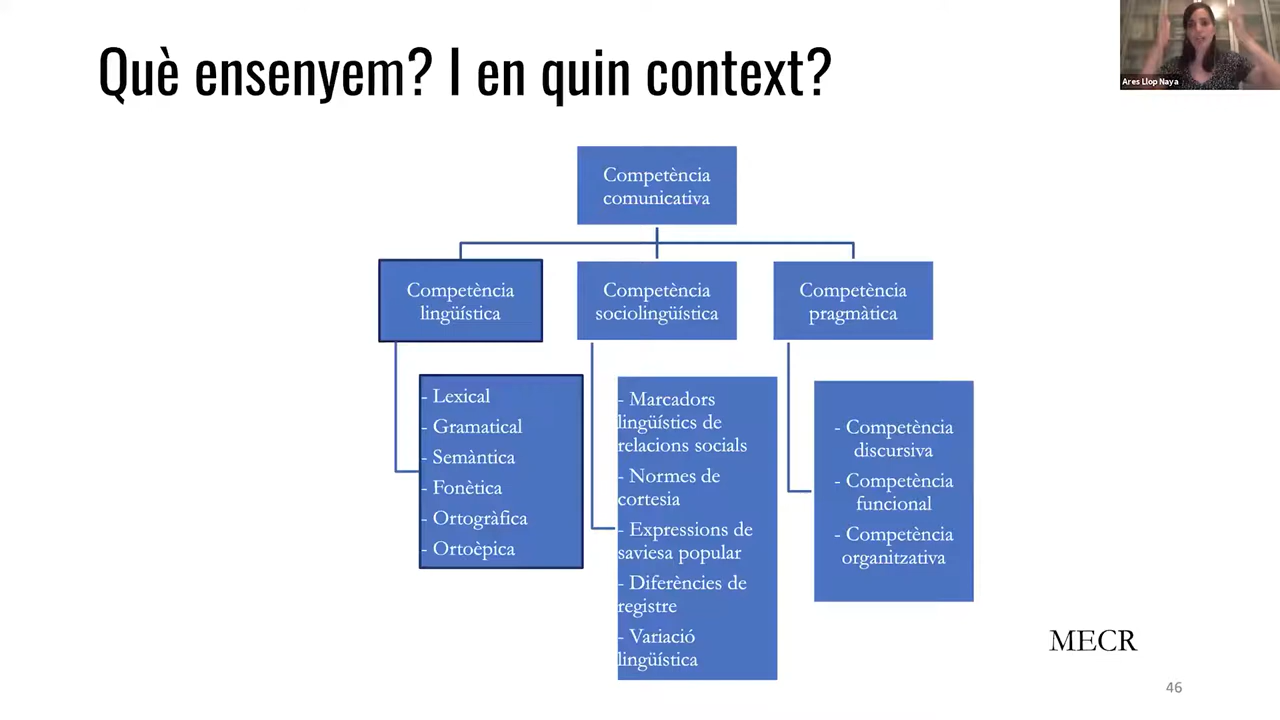 Què ensenyem? I en quin context?
Ares Llop Naya
Competència
comunicativa
Competència
lingüística
Competència
sociolingüística
Competència
pragmàtica
- Lexical
- Gramatical
- Semàntica
- Fonètica
- Ortogràfica
- Ortoèpica
- Marcadors
lingüístics de
relacions socials
- Normes de
cortesia
- Expressions de
saviesa popular
- Diferències de
registre
- Variació
lingüística
- Competència
discursiva
- Competència
funcional
- Competència
organitzativa
MECR
46